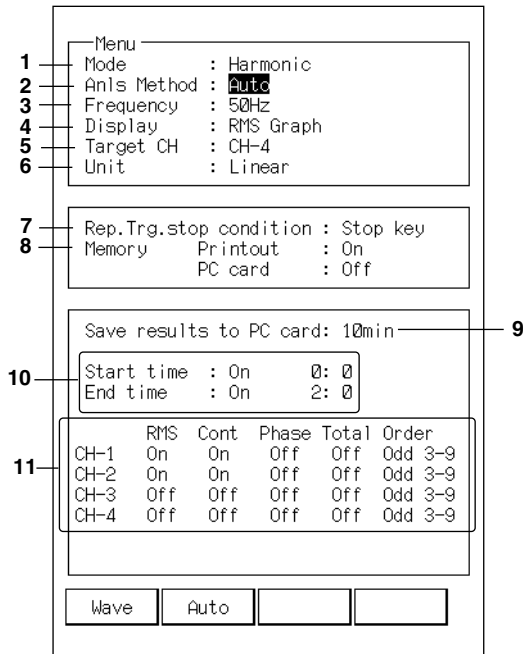 Menu
1 Mode : Harmonic
2 Anls Method : Auto
3 Frequency : 50Hz
4 Display : RMS Graph
5 Target CH : CH-4
6 Unit : Linear
7 Rep.Trg.stop condition : Stop key
8 Memory Printout : On
PC card : Off
Save results to PC card: 10min 9
10 Start time : On 0: 0
End time : On 2: 0
11
RMS Cont Phase Total Order
CH-1 On On Off Off Odd 3-9
CH-2 On On Off Off Odd 3-9
CH-3 Off Off Off Off Odd 3-9
CH-4 Off Off Off Off Odd 3-9
Wave Auto